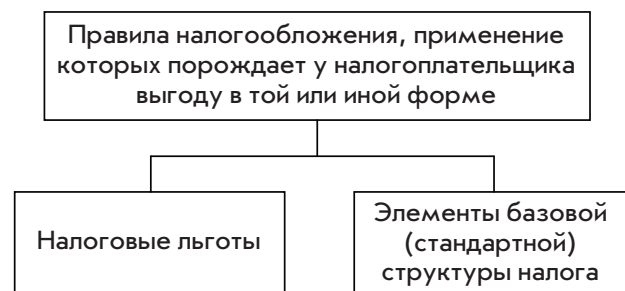 Правила налогообложения, применение
которых порождает у налогоплательщика
выгоду в той или иной форме
Налоговые льготы
Элементы базовой
(стандартной)
структуры налога